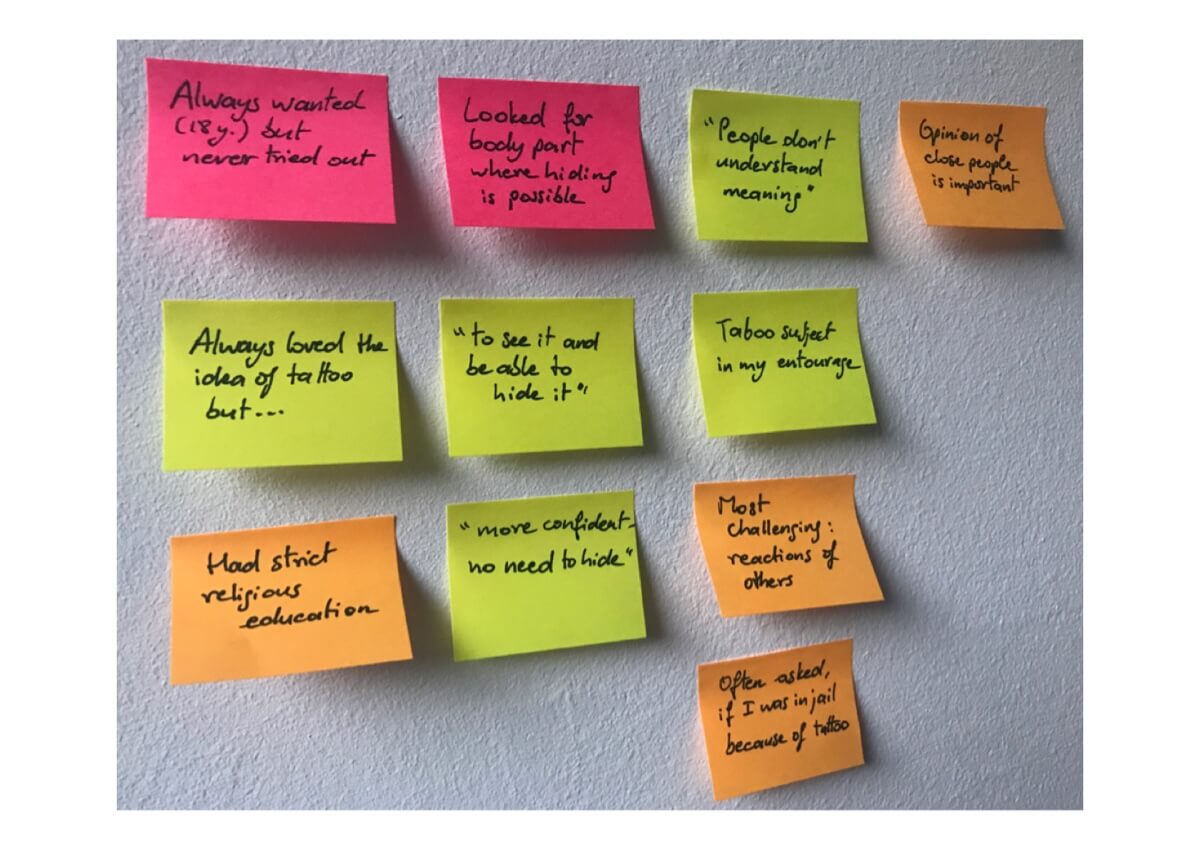 Always wanted
(18y.) but
never tried out
Looked for
body part
where hiding
is possible
"People don't
understand
meaning"
Opinion of
close people
is important
Always loved the
idea of tattoo
but...
"to see it and
be able to
hide it"
Taboo subject
in my entourage
Had strict
religious
education
"more confident-
no need to hide"
Most
challenging:
reactions of
others
Often asked,
if I was in jail
because of tattoo